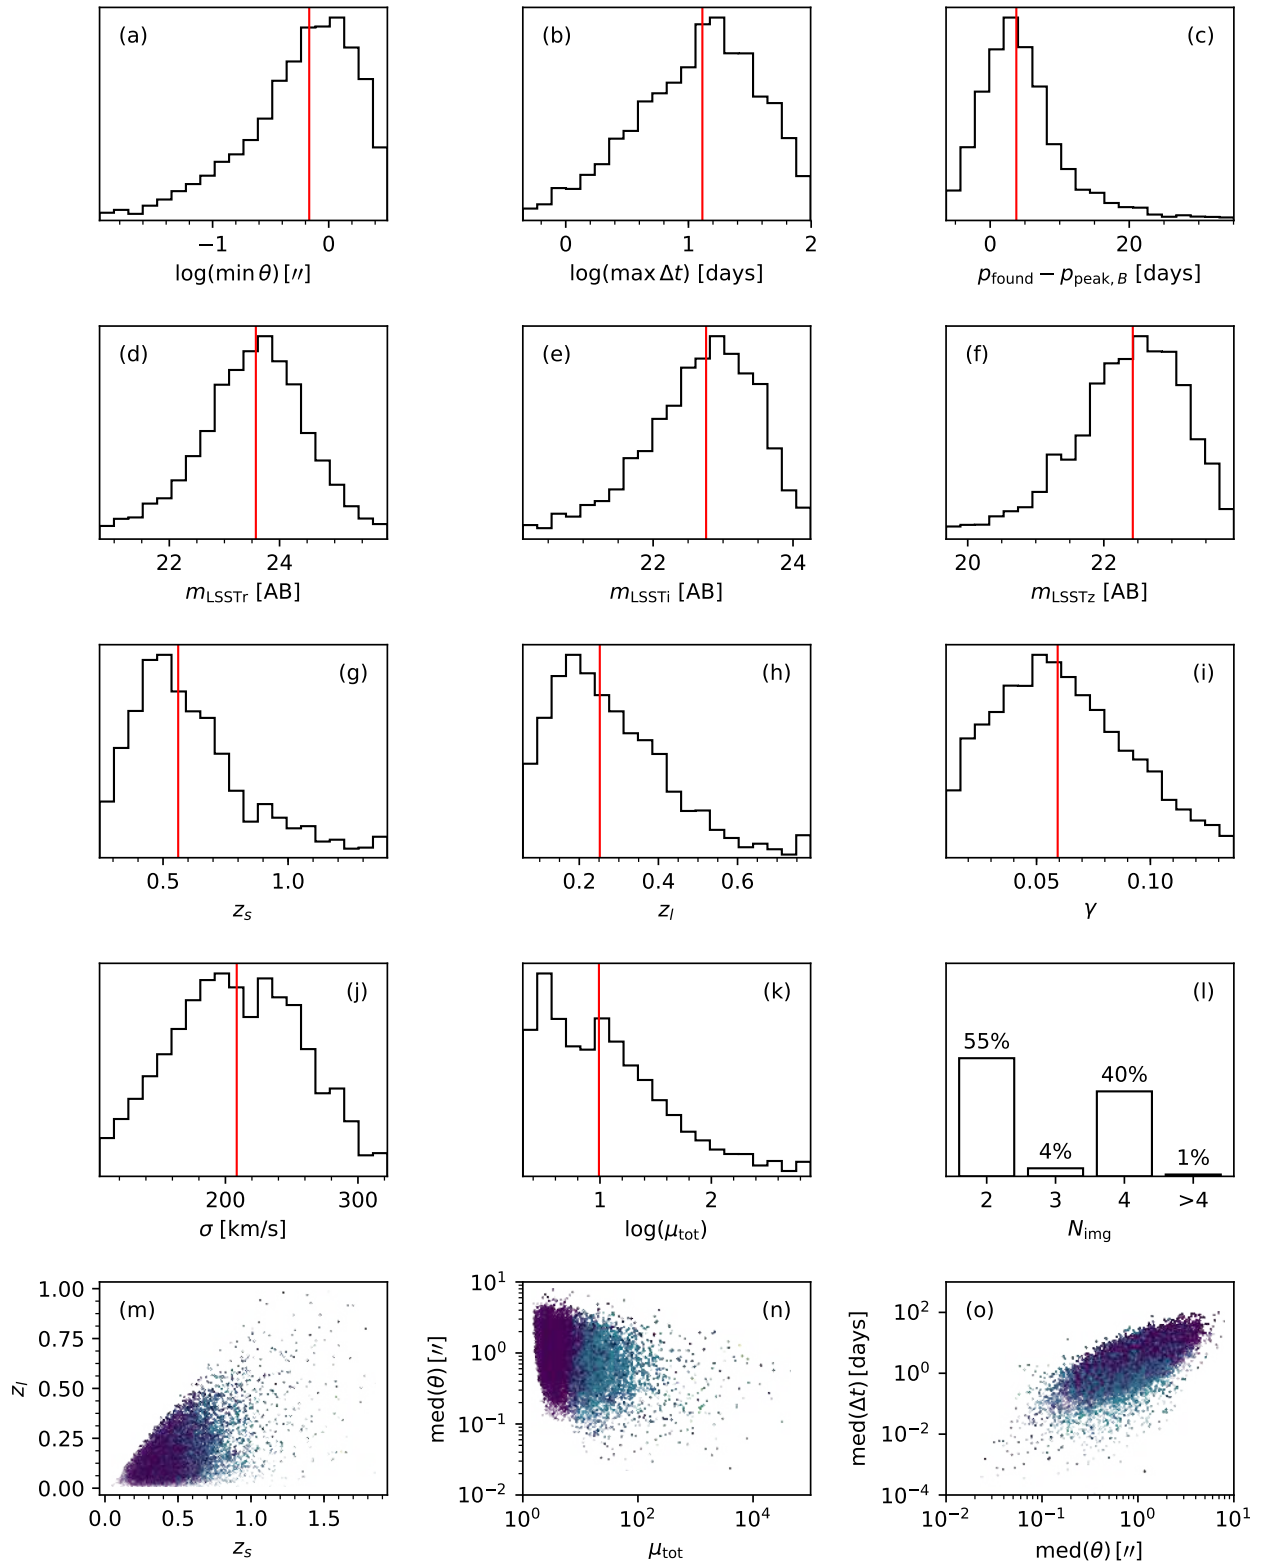 (a)
−1 0
log(min θ) [″]
(b)
0 1 2
log(max Δt) [days]
(c)
0 20
p_found − p_peak, B [days]
(d)
22 24
m_LSSTr [AB]
(e)
22 24
m_LSSTi [AB]
(f)
20 22
m_LSSTz [AB]
(g)
0.5 1.0
z_s
(h)
0.2 0.4 0.6
z_l
(i)
0.05 0.10
γ
(j)
200 300
σ [km/s]
(k)
1 2
log(μ_tot)
(l)
55%
4%
40%
1%
2 3 4 >4
N_img
(m)
1.00
0.75
0.50
0.25
0.00
z_l
0.0 0.5 1.0 1.5
z_s
(n)
10^1
10^0
10^−1
10^−2
med(θ) [″]
10^0 10^2 10^4
μ_tot
(o)
10^2
10^0
10^−2
10^−4
med(Δt) [days]
10^−2 10^−1 10^0 10^1
med(θ) [″]